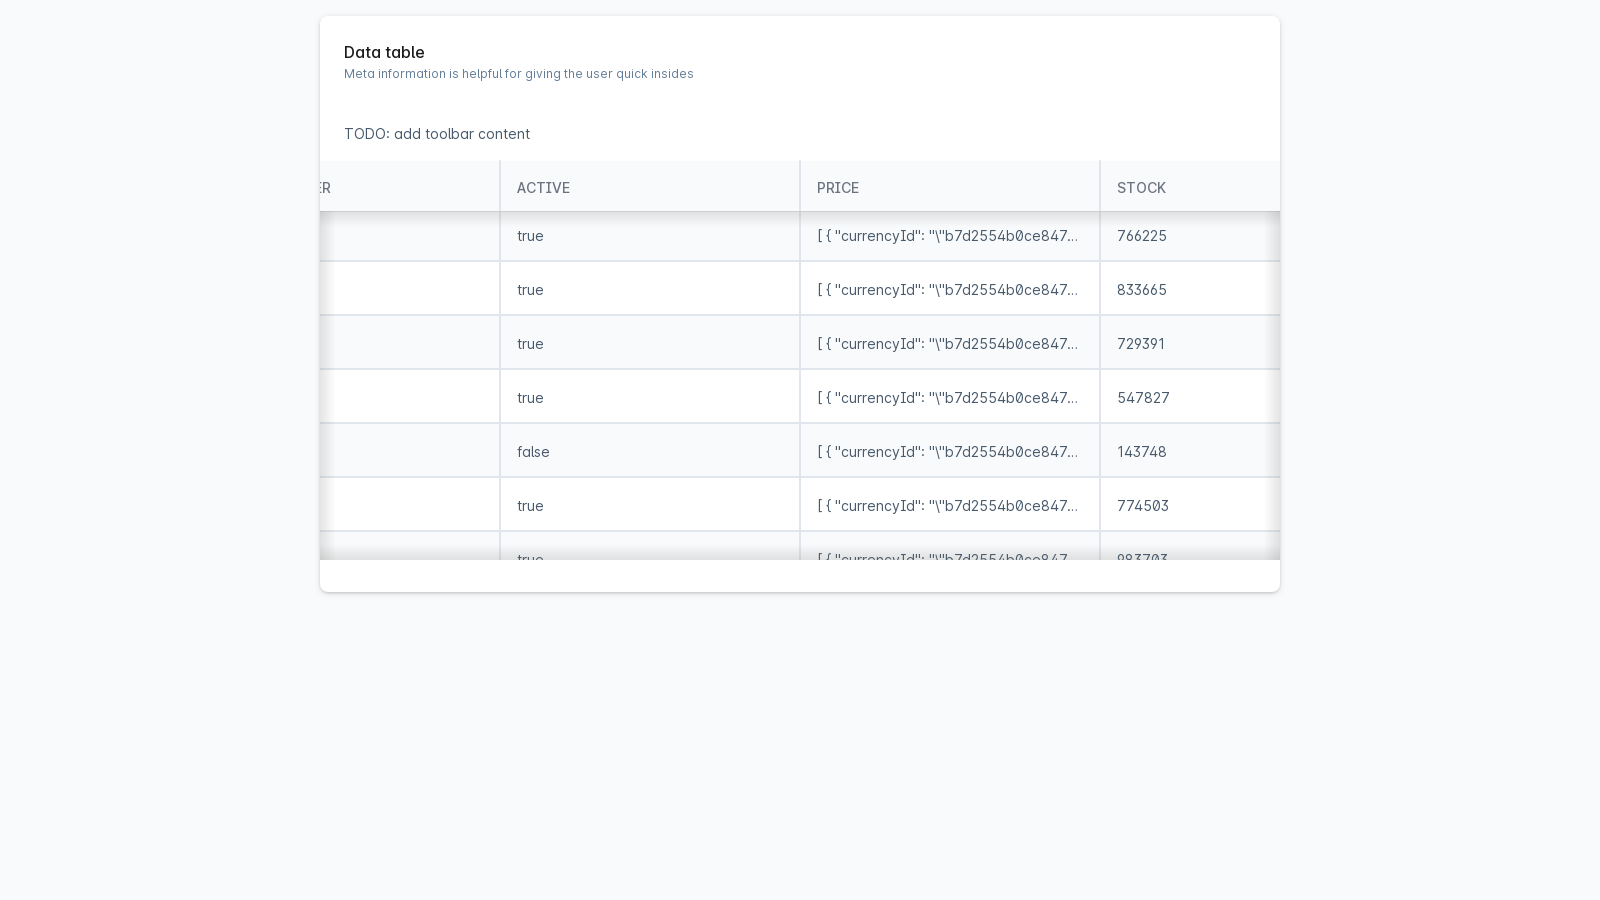 Data table
Meta information is helpful for giving the user quick insides
TODO: add toolbar content
ER ACTIVE PRICE STOCK
true [ { "currencyId": "\"b7d2554b0ce847... 766225
true [ { "currencyId": "\"b7d2554b0ce847... 833665
true [ { "currencyId": "\"b7d2554b0ce847... 729391
true [ { "currencyId": "\"b7d2554b0ce847... 547827
false [ { "currencyId": "\"b7d2554b0ce847... 143748
true [ { "currencyId": "\"b7d2554b0ce847... 774503
true [ { "currencyId": "\"b7d2554b0ce847... 983703